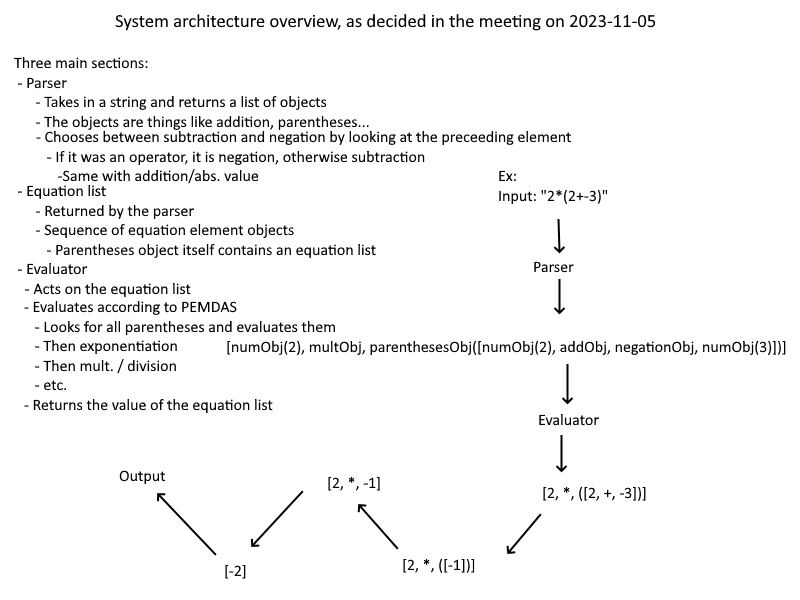 System architecture overview, as decided in the meeting on 2023-11-05
Three main sections:
- Parser
- Takes in a string and returns a list of objects
- The objects are things like addition, parentheses...
- Chooses between subtraction and negation by looking at the preceeding element
- If it was an operator, it is negation, otherwise subtraction
-Same with addition/abs. value
- Equation list
- Returned by the parser
- Sequence of equation element objects
- Parentheses object itself contains an equation list
- Evaluator
- Acts on the equation list
- Evaluates according to PEMDAS
- Looks for all parentheses and evaluates them
- Then exponentiation
- Then mult. / division
- etc.
- Returns the value of the equation list
Ex:
Input: "2*(2+-3)"
Parser
[numObj(2), multObj, parenthesesObj([numObj(2), addObj, negationObj, numObj(3)])]
Evaluator
[2, *, ([2, +, -3])]
[2, *, ([-1])]
[2, *, -1]
[-2]
Output